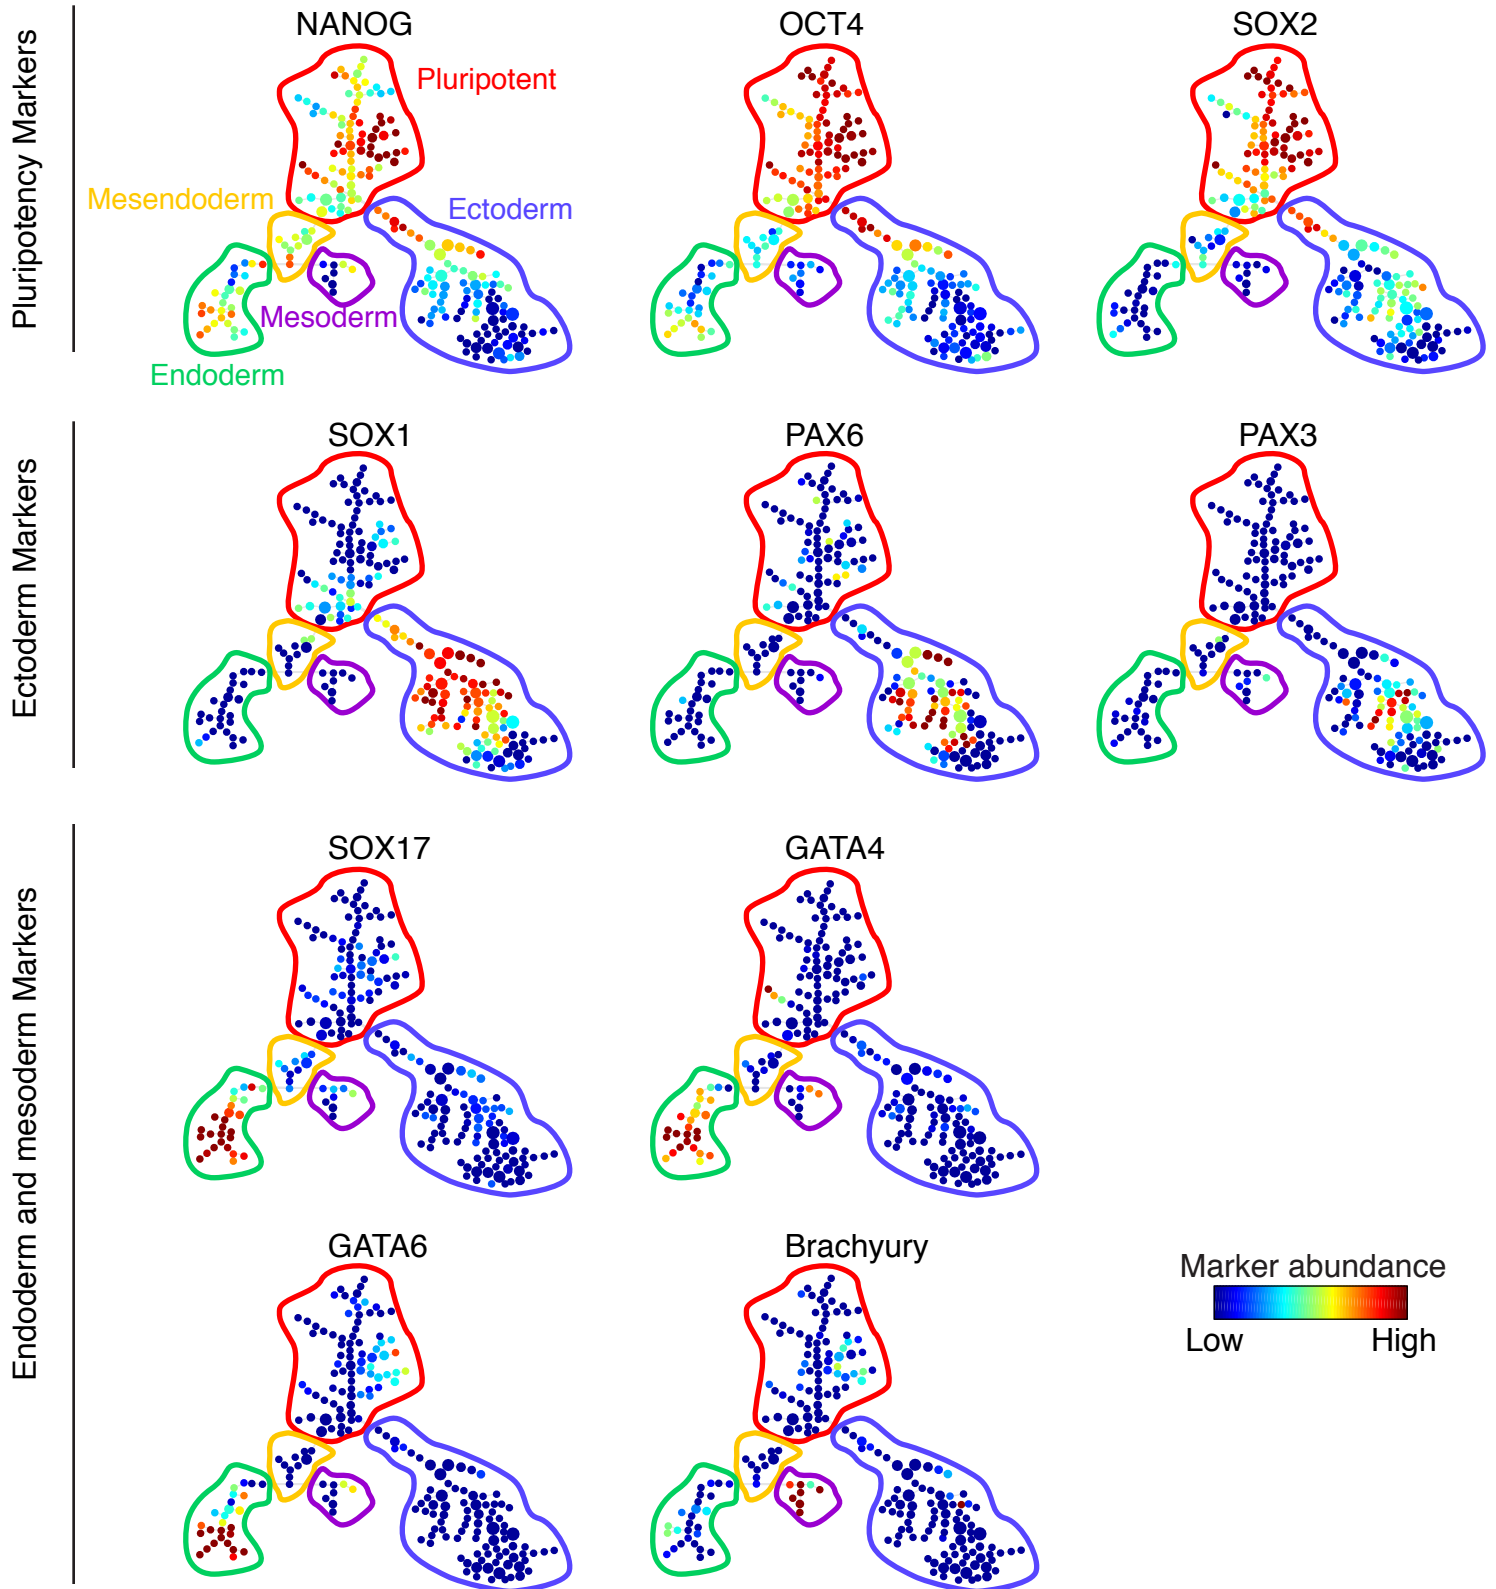 Pluripotency Markers
NANOG
OCT4
SOX2
Pluripotent
Mesendoderm
Ectoderm
Mesoderm
Endoderm
Ectoderm Markers
SOX1
PAX6
PAX3
Endoderm and mesoderm Markers
SOX17
GATA4
GATA6
Brachyury
Marker abundance
Low
High